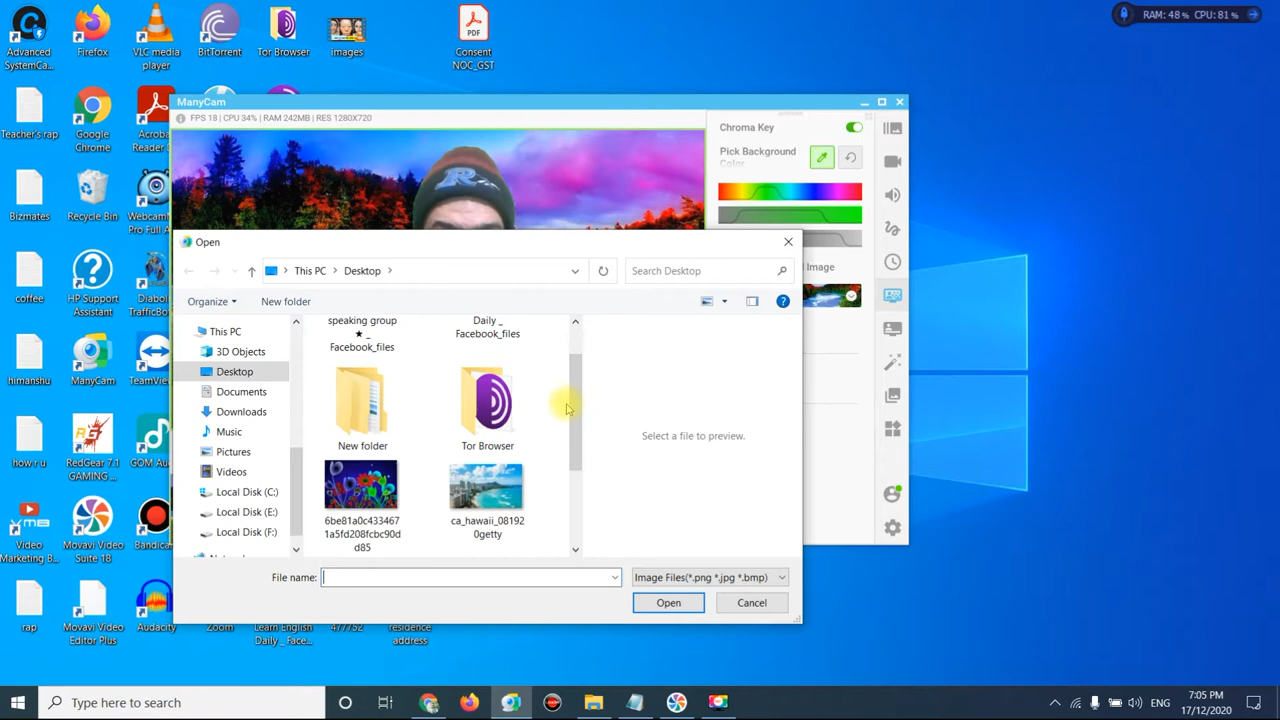 RAM: 48 % CPU: 81 %
Advanced
SystemCa...
Firefox
VLC media
player
BitTorrent
Tor Browser
images
Consent
NOC_GST
PDF
Teacher's rap
Google
Chrome
Acroba
Reader D
ManyCam
FPS 18 | CPU 34% | RAM 242MB | RES 1280X720
Chroma Key
Pick Background
Color
Bizmates
Recycle Bin
Webcam
Pro Full A
Open
This PC
Desktop
Search Desktop
Image
Organize
New folder
coffee
HP Support
Assistant
Diabol
TrafficBo
This PC
3D Objects
Desktop
Documents
Downloads
Music
Pictures
Videos
Local Disk (C:)
Local Disk (E:)
Local Disk (F:)
speaking group
★ _
Facebook_files
Daily _
Facebook_files
New folder
Tor Browser
6be81a0c433467
1a5fd208fcbc90d
d85
ca_hawaii_08192
0getty
Select a file to preview.
himanshu
ManyCam
TeamV
how r u
RedGear 7.1
GAMING ...
GOM Au
Video
Marketing B...
Movavi Video
Suite 18
Bandic
File name:
Image Files(*.png *.jpg *.bmp)
Open
Cancel
rap
Movavi Video
Editor Plus
Audacity
Zoom
Learn English
Daily _ Face...
477752
residence
address
Type here to search
ENG
7:05 PM
17/12/2020